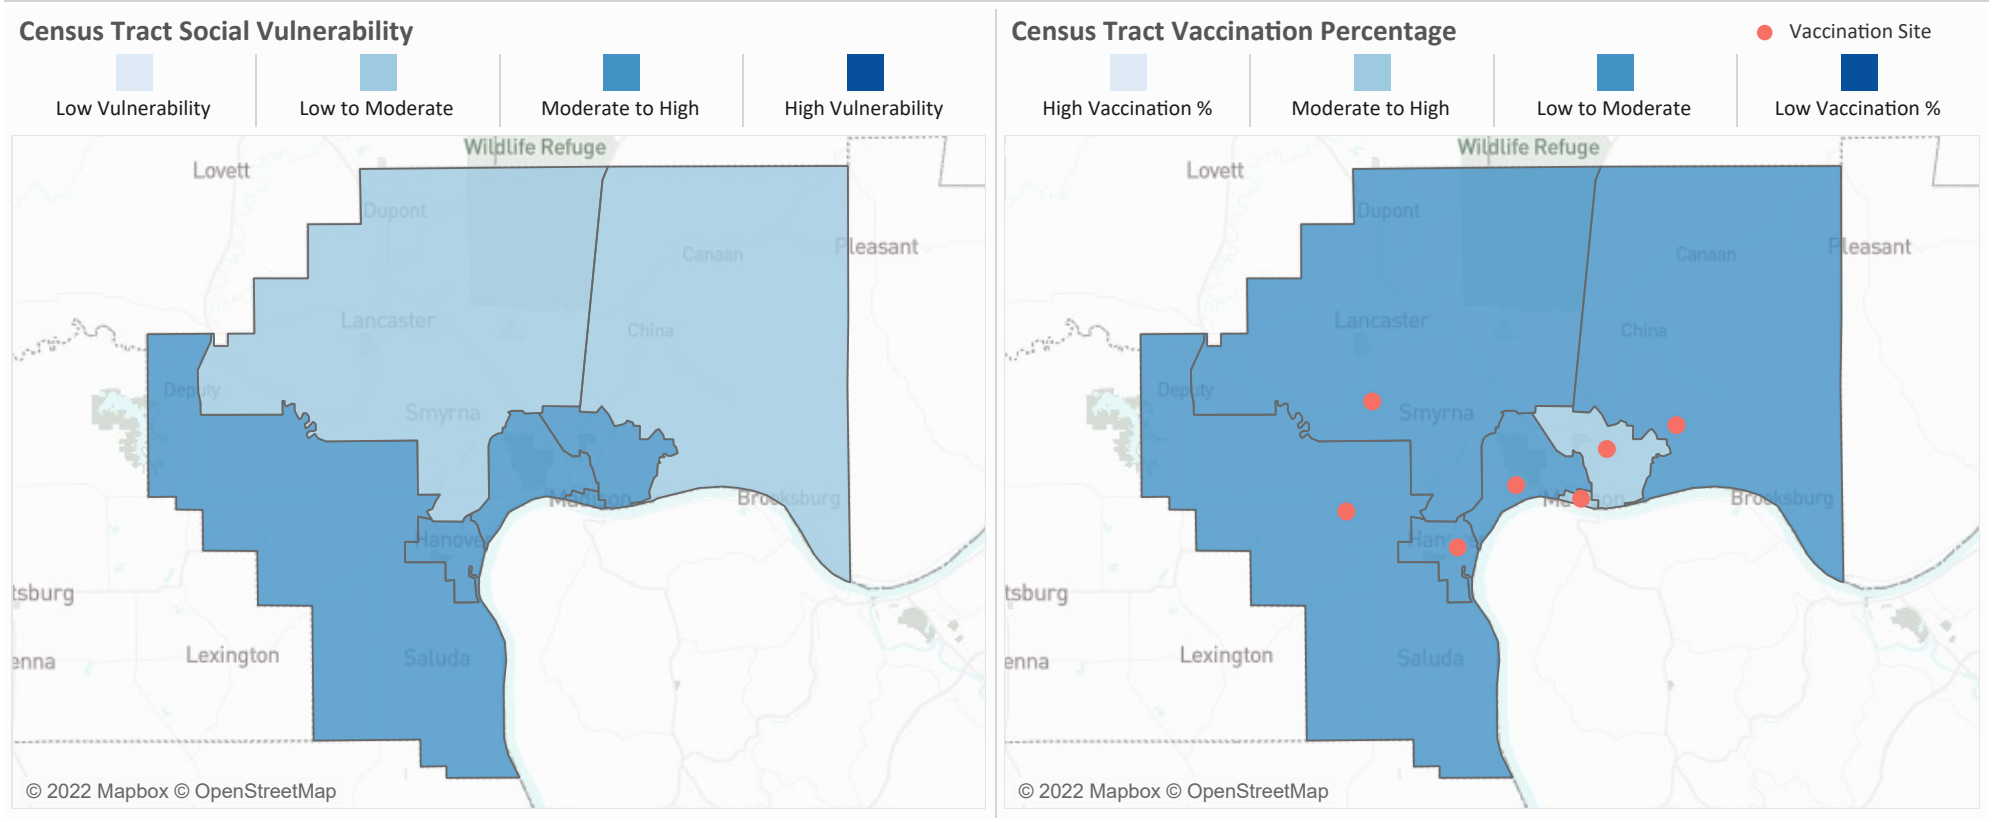 Census Tract Social Vulnerability
Low Vulnerability
Low to Moderate
Moderate to High
High Vulnerability
Wildlife Refuge
Lovett
Dupont
Canaan
Pleasant
Lancaster
China
Deputy
Smyrna
Madison
Brooksburg
Hanover
tsburg
Lexington
Saluda
enna
© 2022 Mapbox © OpenStreetMap
Census Tract Vaccination Percentage
Vaccination Site
High Vaccination %
Moderate to High
Low to Moderate
Low Vaccination %
Wildlife Refuge
Lovett
Dupont
Canaan
Pleasant
Lancaster
China
Deputy
Smyrna
Brooksburg
tsburg
Lexington
Saluda
enna
© 2022 Mapbox © OpenStreetMap